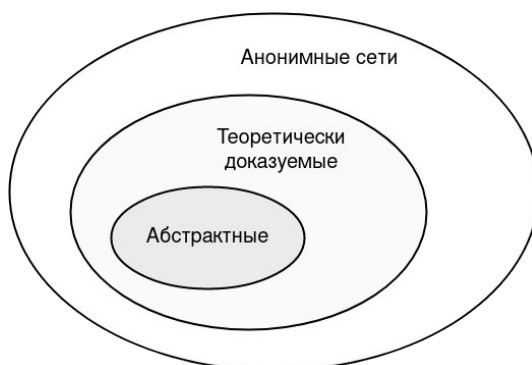 Анонимные сети
Теоретически
доказуемые
Абстрактные